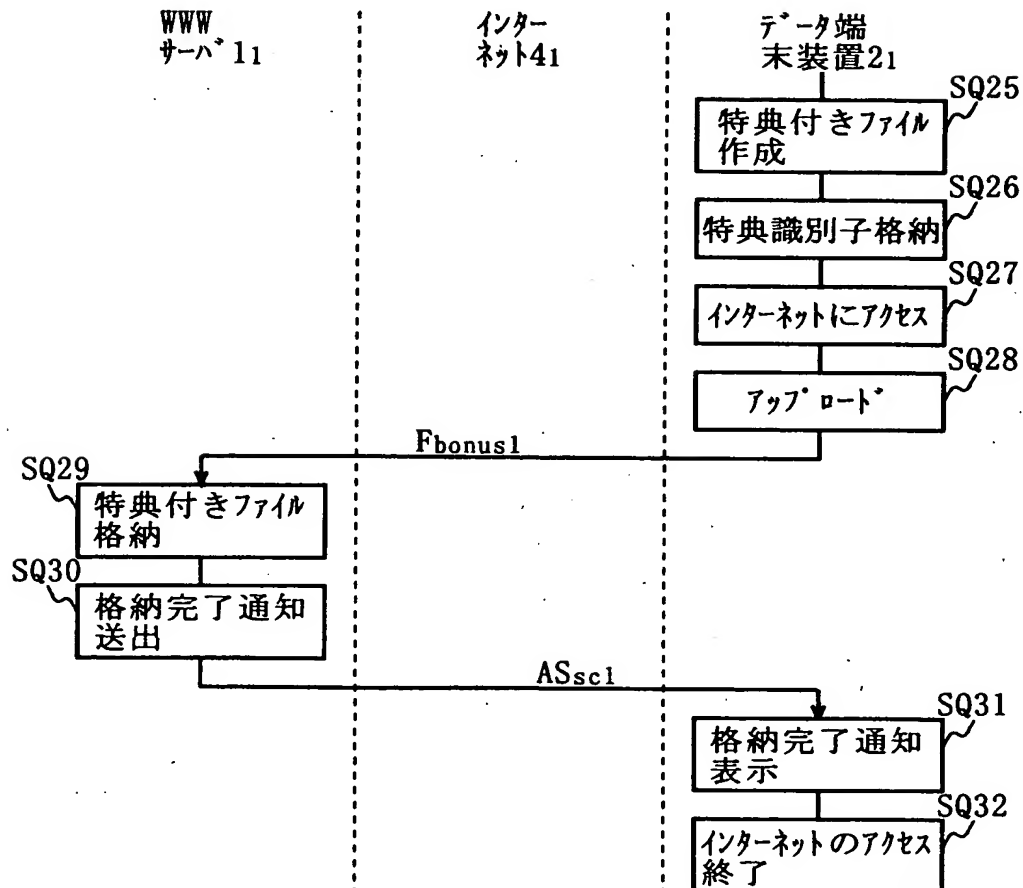 WWW
サーバ1₁
インター
ネット4₁
データ端
末装置2₁
SQ25
特典付きファイル
作成
SQ26
特典識別子格納
SQ27
インターネットにアクセス
SQ28
アップロード
Fbonus1
SQ29
特典付きファイル
格納
SQ30
格納完了通知
送出
ASsc1
SQ31
格納完了通知
表示
SQ32
インターネットのアクセス
終了